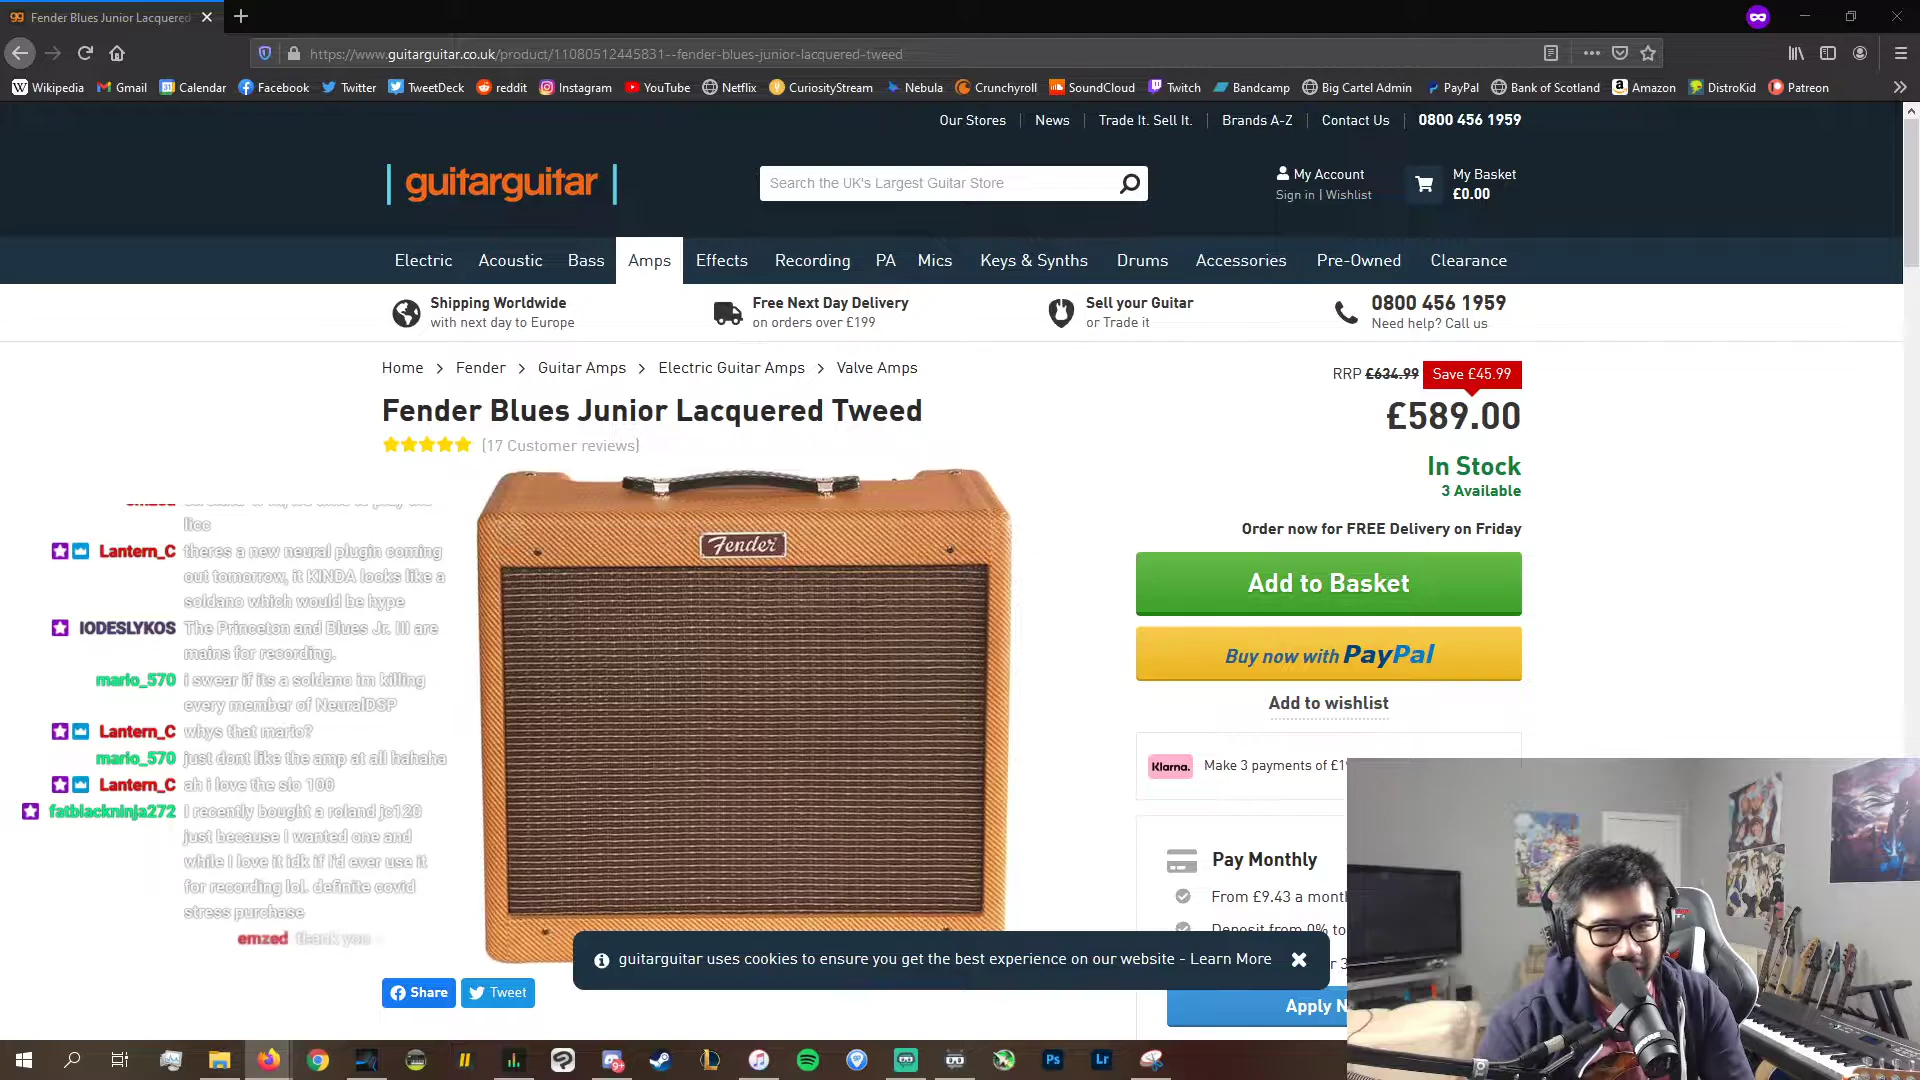 Fender Blues Junior Lacquered
https://www.guitarguitar.co.uk/product/11080512445831--fender-blues-junior-lacquered-tweed
Wikipedia Gmail Calendar Facebook Twitter TweetDeck reddit Instagram YouTube Netflix CuriosityStream Nebula Crunchyroll SoundCloud Twitch Bandcamp Big Cartel Admin PayPal Bank of Scotland Amazon DistroKid Patreon
Our Stores News Trade It. Sell It. Brands A-Z Contact Us 0800 456 1959
guitarguitar
Search the UK's Largest Guitar Store
My Account
Sign in | Wishlist
My Basket
£0.00
Electric Acoustic Bass Amps Effects Recording PA Mics Keys & Synths Drums Accessories Pre-Owned Clearance
Shipping Worldwide
with next day to Europe
Free Next Day Delivery
on orders over £199
Sell your Guitar
or Trade it
0800 456 1959
Need help? Call us
Home > Fender > Guitar Amps > Electric Guitar Amps > Valve Amps
RRP £634.99 Save £45.99
Fender Blues Junior Lacquered Tweed
£589.00
(17 Customer reviews)
In Stock
3 Available
Order now for FREE Delivery on Friday
Add to Basket
Buy now with PayPal
Add to wishlist
Klarna. Make 3 payments of £1
Pay Monthly
From £9.43 a mont
Deposit from 0% to
Apply N
Fender
licc
Lantern_C theres a new neural plugin coming
out tomorrow, it KINDA looks like a
soldano which would be hype
IODESLYKOS The Princeton and Blues Jr. III are
mains for recording.
mario_570 i swear if its a soldano im killing
every member of NeuralDSP
Lantern_C whys that mario?
mario_570 just dont like the amp at all hahaha
Lantern_C ah i love the slo 100
fatblackninja272 I recently bought a roland jc120
just because I wanted one and
while I love it idk if I'd ever use it
for recording lol. definite covid
stress purchase
emzed thank you
guitarguitar uses cookies to ensure you get the best experience on our website - Learn More
Share Tweet
Ps Lr